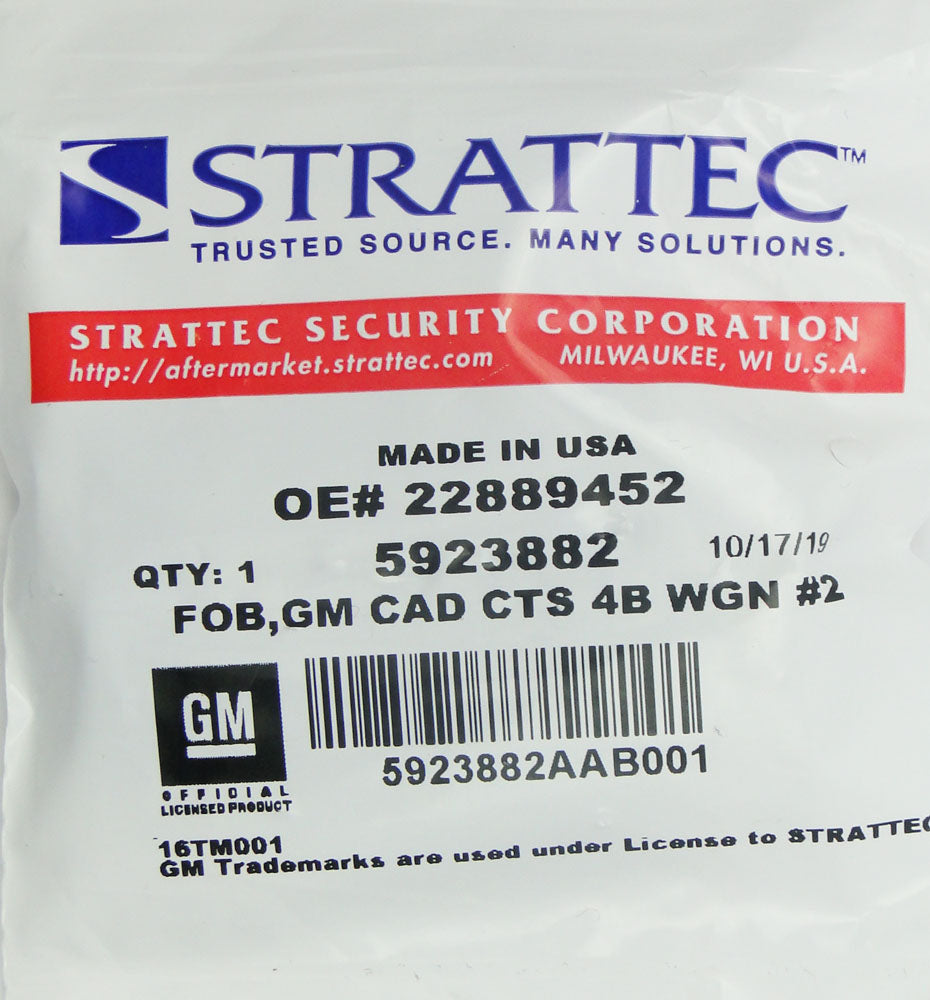 STRATTEC™
TRUSTED SOURCE. MANY SOLUTIONS.
STRATTEC SECURITY CORPORATION
http://aftermarket.strattec.com MILWAUKEE, WI U.S.A.
MADE IN USA
OE# 22889452
QTY: 1 5923882 10/17/19
FOB,GM CAD CTS 4B WGN #2
GM
OFFICIAL
LICENSED PRODUCT
5923882AAB001
16TM001
GM Trademarks are used under License to STRATTEC